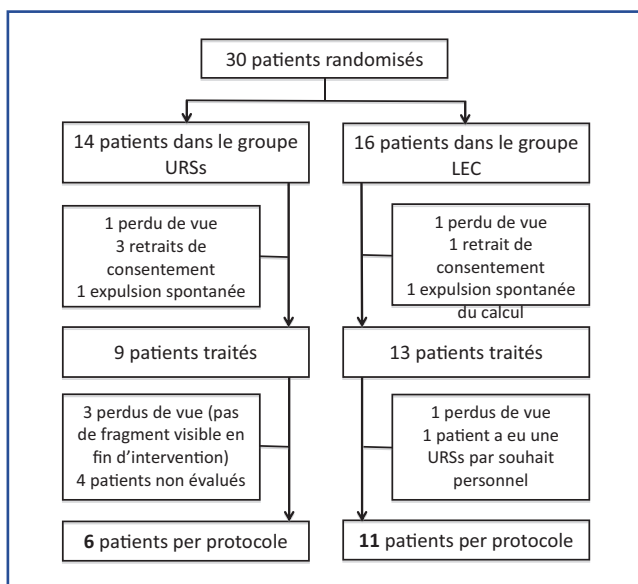 30 patients randomisés
14 patients dans le groupe
URSs
16 patients dans le groupe
LEC
1 perdu de vue
3 retraits de
consentement
1 expulsion spontanée
1 perdu de vue
1 retrait de
consentement
1 expulsion spontanée
du calcul
9 patients traités
13 patients traités
3 perdus de vue (pas
de fragment visible en
fin d'intervention)
4 patients non évalués
1 perdus de vue
1 patient a eu une
URSs par souhait
personnel
6 patients per protocole
11 patients per protocole